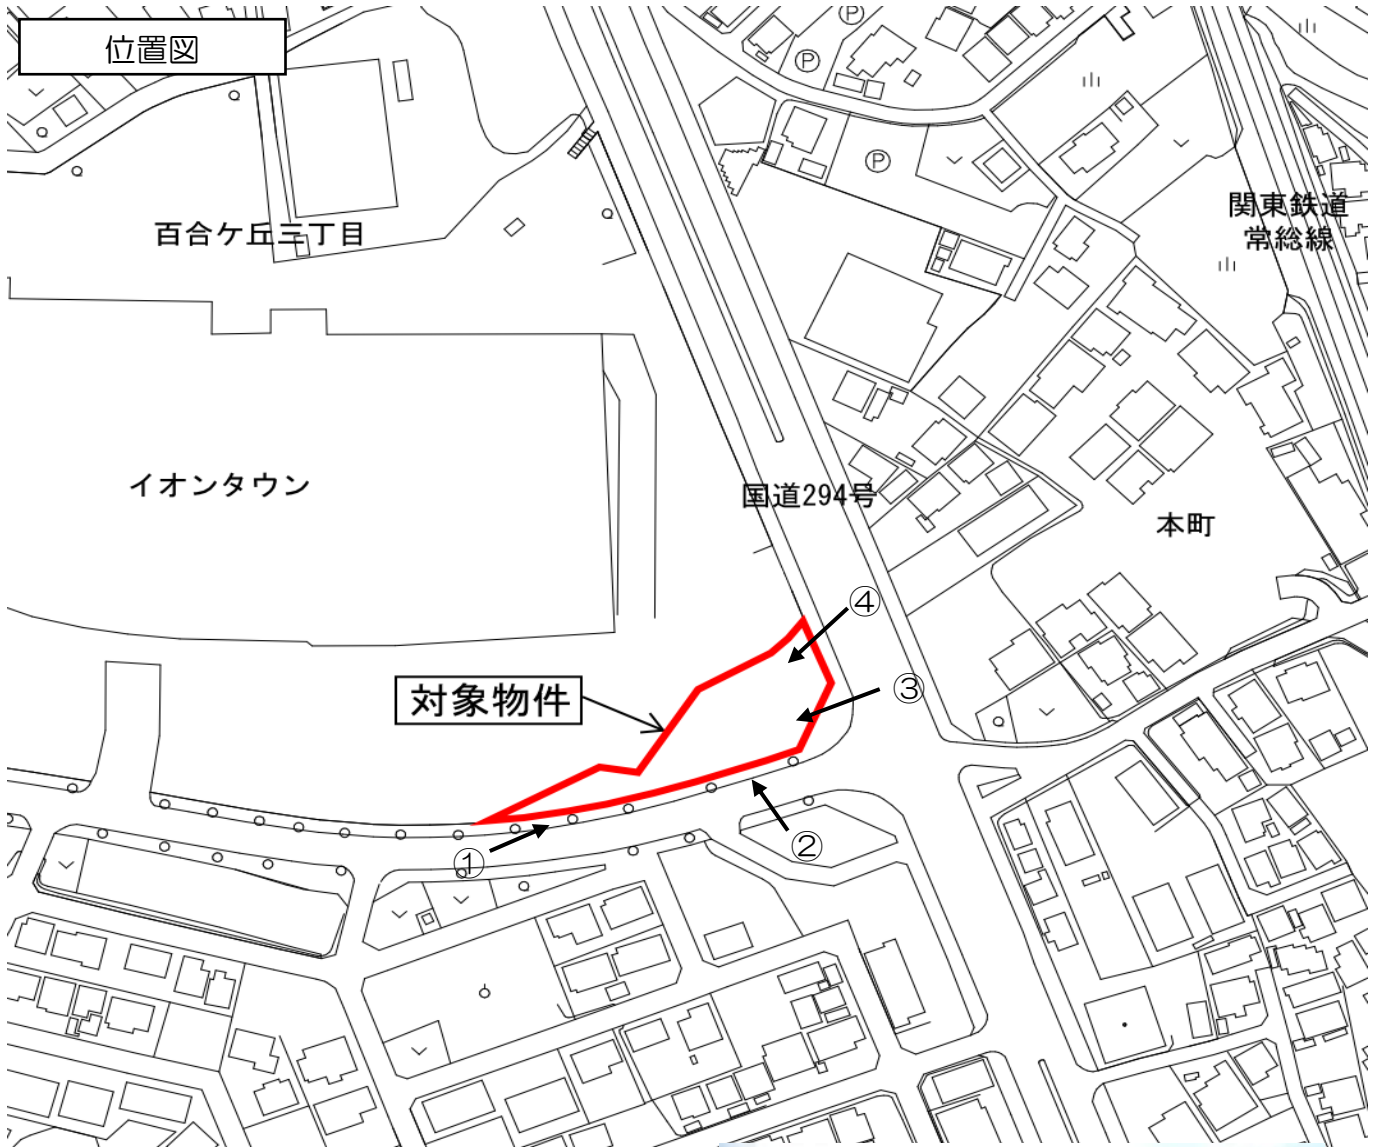 位置図
Ⓟ
Ⓟ
Ⓟ
百合ケ丘三丁目
関東鉄道
常総線
イオンタウン
国道294号
本町
④
対象物件
③
①
②